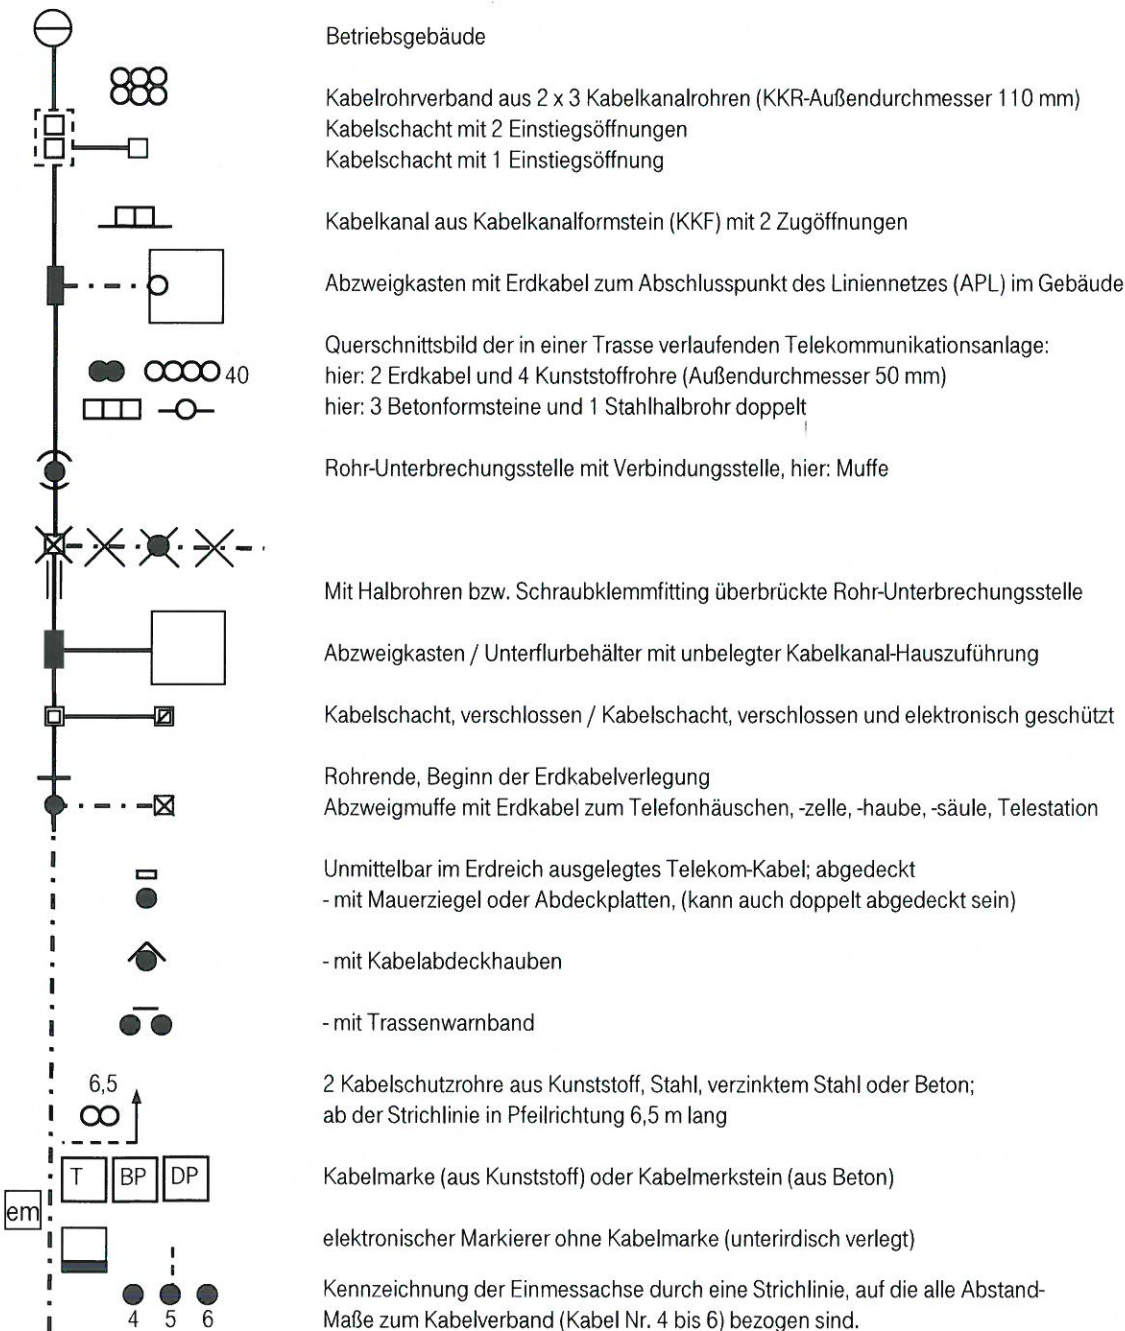 Betriebsgebäude
Kabelrohrverband aus 2 x 3 Kabelkanalrohren (KKR-Außendurchmesser 110 mm)
Kabelschacht mit 2 Einstiegsöffnungen
Kabelschacht mit 1 Einstiegsöffnung
Kabelkanal aus Kabelkanalformstein (KKF) mit 2 Zugöffnungen
Abzweigkasten mit Erdkabel zum Abschlusspunkt des Liniennetzes (APL) im Gebäude
Querschnittsbild der in einer Trasse verlaufenden Telekommunikationsanlage:
40 hier: 2 Erdkabel und 4 Kunststoffrohre (Außendurchmesser 50 mm)
hier: 3 Betonformsteine und 1 Stahlhalbrohr doppelt
Rohr-Unterbrechungsstelle mit Verbindungsstelle, hier: Muffe
Mit Halbrohren bzw. Schraubklemmfitting überbrückte Rohr-Unterbrechungsstelle
Abzweigkasten / Unterflurbehälter mit unbelegter Kabelkanal-Hauszuführung
Kabelschacht, verschlossen / Kabelschacht, verschlossen und elektronisch geschützt
Rohrende, Beginn der Erdkabelverlegung
Abzweigmuffe mit Erdkabel zum Telefonhäuschen, -zelle, -haube, -säule, Telestation
Unmittelbar im Erdreich ausgelegtes Telekom-Kabel; abgedeckt
- mit Mauerziegel oder Abdeckplatten, (kann auch doppelt abgedeckt sein)
- mit Kabelabdeckhauben
- mit Trassenwarnband
6,5 2 Kabelschutzrohre aus Kunststoff, Stahl, verzinktem Stahl oder Beton;
ab der Strichlinie in Pfeilrichtung 6,5 m lang
T BP DP Kabelmarke (aus Kunststoff) oder Kabelmerkstein (aus Beton)
em
elektronischer Markierer ohne Kabelmarke (unterirdisch verlegt)
Kennzeichnung der Einmessachse durch eine Strichlinie, auf die alle Abstand-
4 5 6 Maße zum Kabelverband (Kabel Nr. 4 bis 6) bezogen sind.